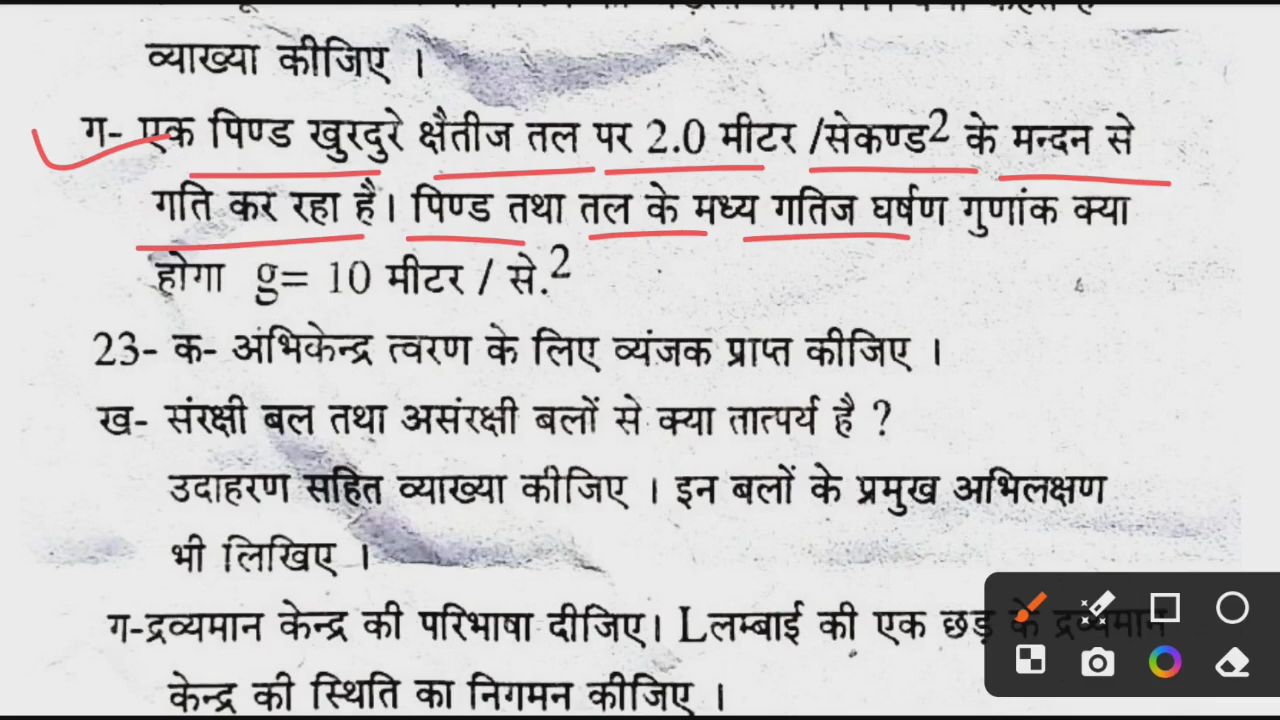 व्याख्या कीजिए ।
ग- एक पिण्ड खुरदुरे क्षैतीज तल पर 2.0 मीटर /सेकण्ड2 के मन्दन से
गति कर रहा है। पिण्ड तथा तल के मध्य गतिज घर्षण गुणांक क्या
होगा g= 10 मीटर / से.2
23- क- अभिकेन्द्र त्वरण के लिए व्यंजक प्राप्त कीजिए ।
ख- संरक्षी बल तथा असंरक्षी बलों से क्या तात्पर्य है ?
उदाहरण सहित व्याख्या कीजिए । इन बलों के प्रमुख अभिलक्षण
भी लिखिए ।
ग-द्रव्यमान केन्द्र की परिभाषा दीजिए। Lलम्बाई की एक छड़ के द्रव्यमान
केन्द्र की स्थिति का निगमन कीजिए ।